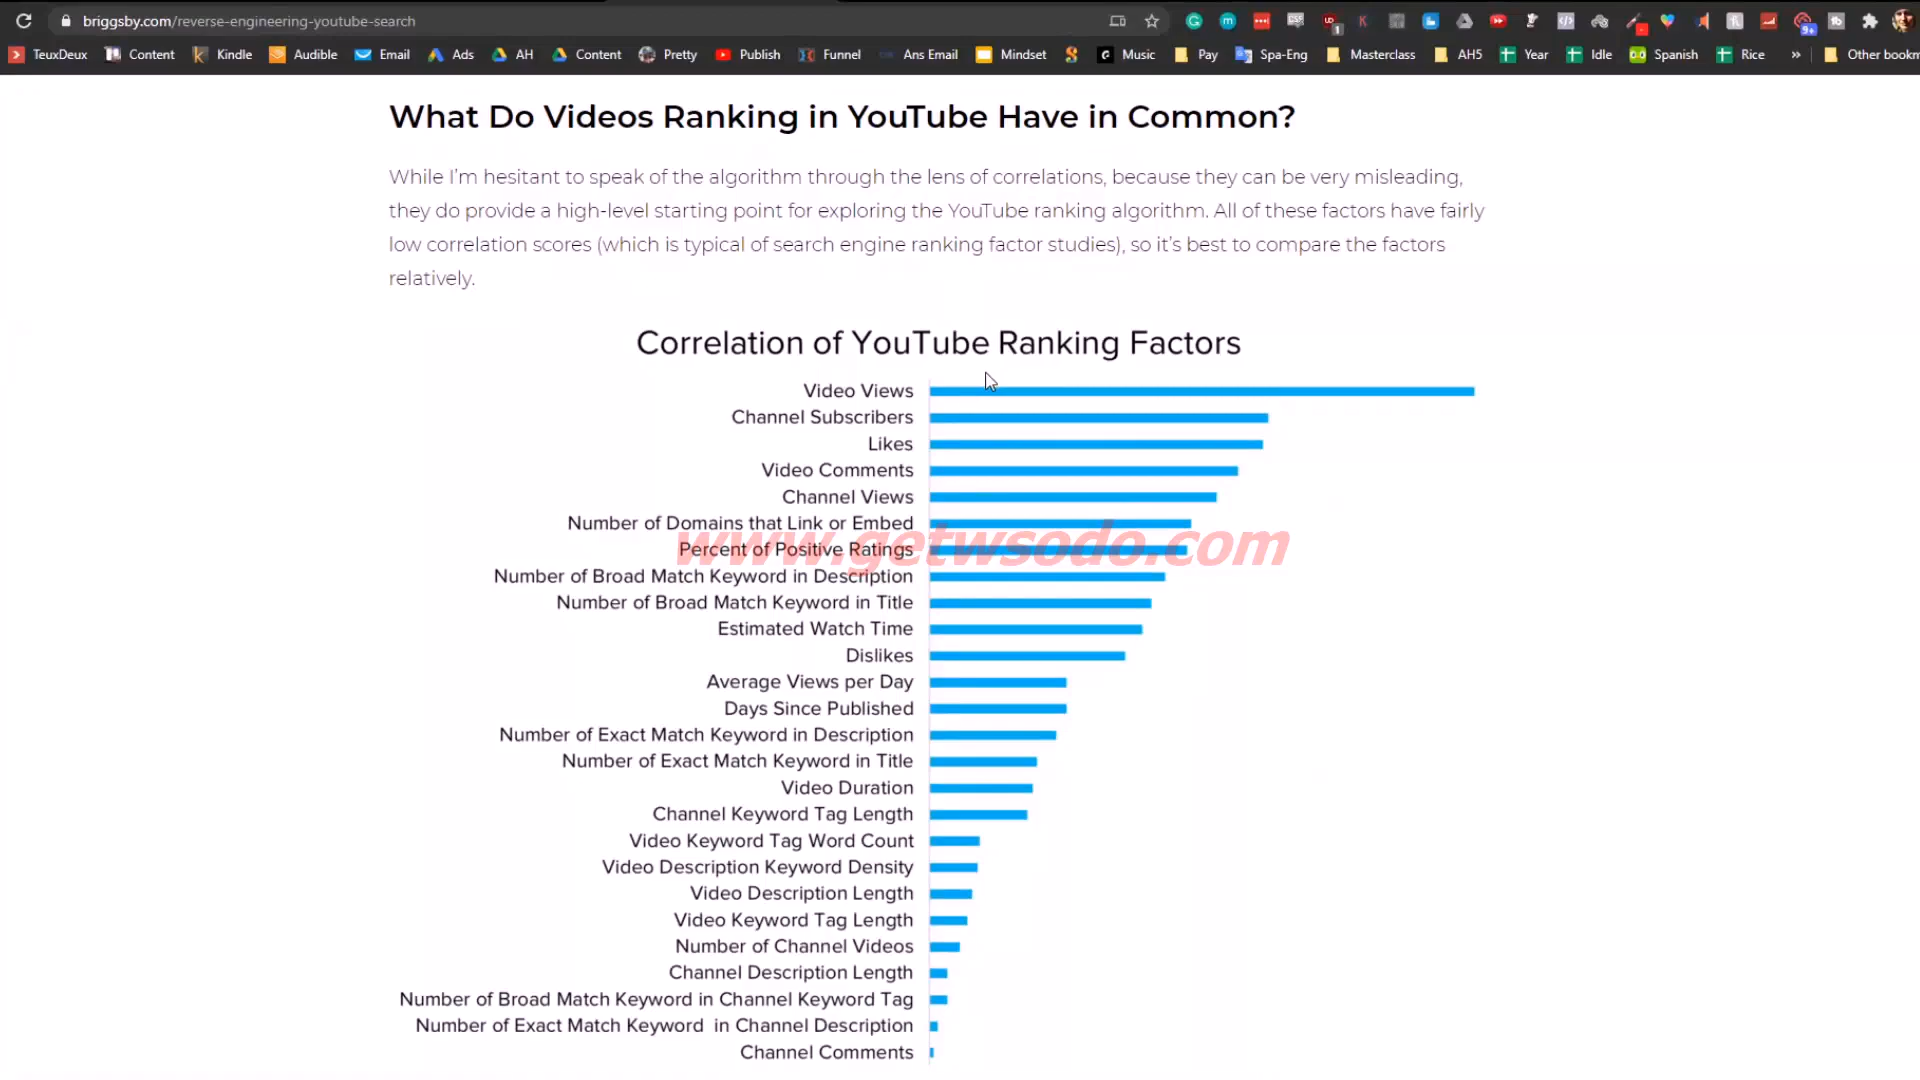 briggsby.com/reverse-engineering-youtube-search
TeuxDeux Content Kindle Audible Email Ads AH Content Pretty Publish Funnel Ans Email Mindset Music Pay Spa-Eng Masterclass AH5 Year Idle Spanish Rice » Other bookm
What Do Videos Ranking in YouTube Have in Common?
While I'm hesitant to speak of the algorithm through the lens of correlations, because they can be very misleading,
they do provide a high-level starting point for exploring the YouTube ranking algorithm. All of these factors have fairly
low correlation scores (which is typical of search engine ranking factor studies), so it's best to compare the factors
relatively.
Correlation of YouTube Ranking Factors
Video Views
Channel Subscribers
Likes
Video Comments
Channel Views
Number of Domains that Link or Embed
www.getwsodo.com
Percent of Positive Ratings
Number of Broad Match Keyword in Description
Number of Broad Match Keyword in Title
Estimated Watch Time
Dislikes
Average Views per Day
Days Since Published
Number of Exact Match Keyword in Description
Number of Exact Match Keyword in Title
Video Duration
Channel Keyword Tag Length
Video Keyword Tag Word Count
Video Description Keyword Density
Video Description Length
Video Keyword Tag Length
Number of Channel Videos
Channel Description Length
Number of Broad Match Keyword in Channel Keyword Tag
Number of Exact Match Keyword in Channel Description
Channel Comments